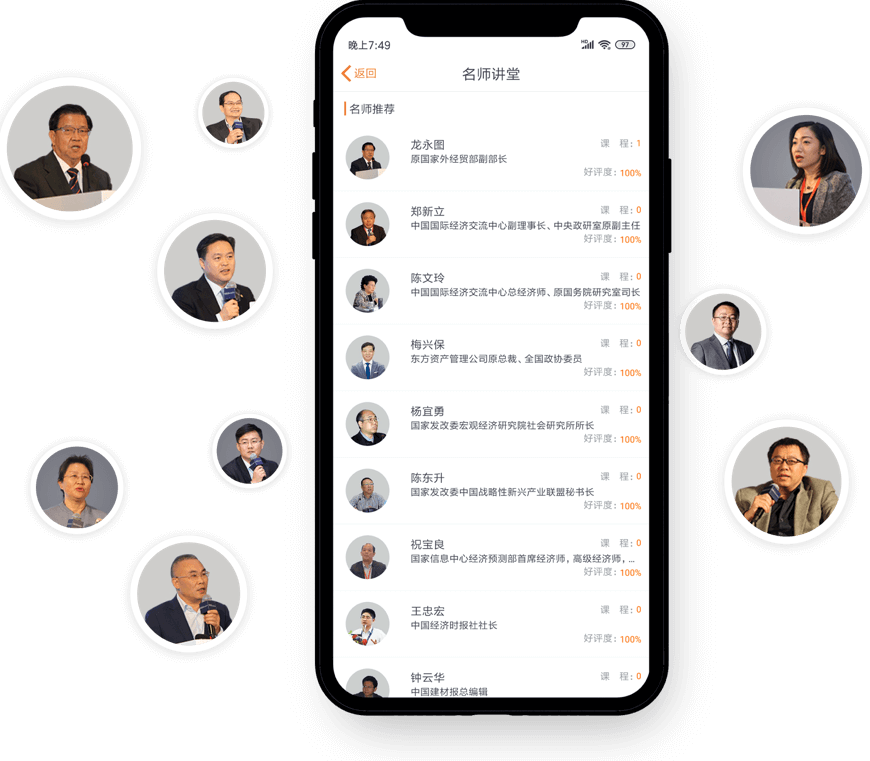 晚上7:49
HD
97
返回
名师讲堂
名师推荐
龙永图
课 程: 1
原国家外经贸部副部长
好评度: 100%
郑新立
课 程: 0
中国国际经济交流中心副理事长、中央政研室原副主任
好评度: 100%
陈文玲
课 程: 0
中国国际经济交流中心总经济师、原国务院研究室司长
好评度: 100%
梅兴保
课 程: 0
东方资产管理公司原总裁、全国政协委员
好评度: 100%
杨宜勇
课 程: 0
国家发改委宏观经济研究院社会研究所所长
好评度: 100%
陈东升
课 程: 0
国家发改委中国战略性新兴产业联盟秘书长
好评度: 100%
祝宝良
课 程: 0
国家信息中心经济预测部首席经济师，高级经济师，...
好评度: 100%
王忠宏
课 程: 0
中国经济时报社社长
好评度: 100%
钟云华
课 程: 0
中国建材报总编辑